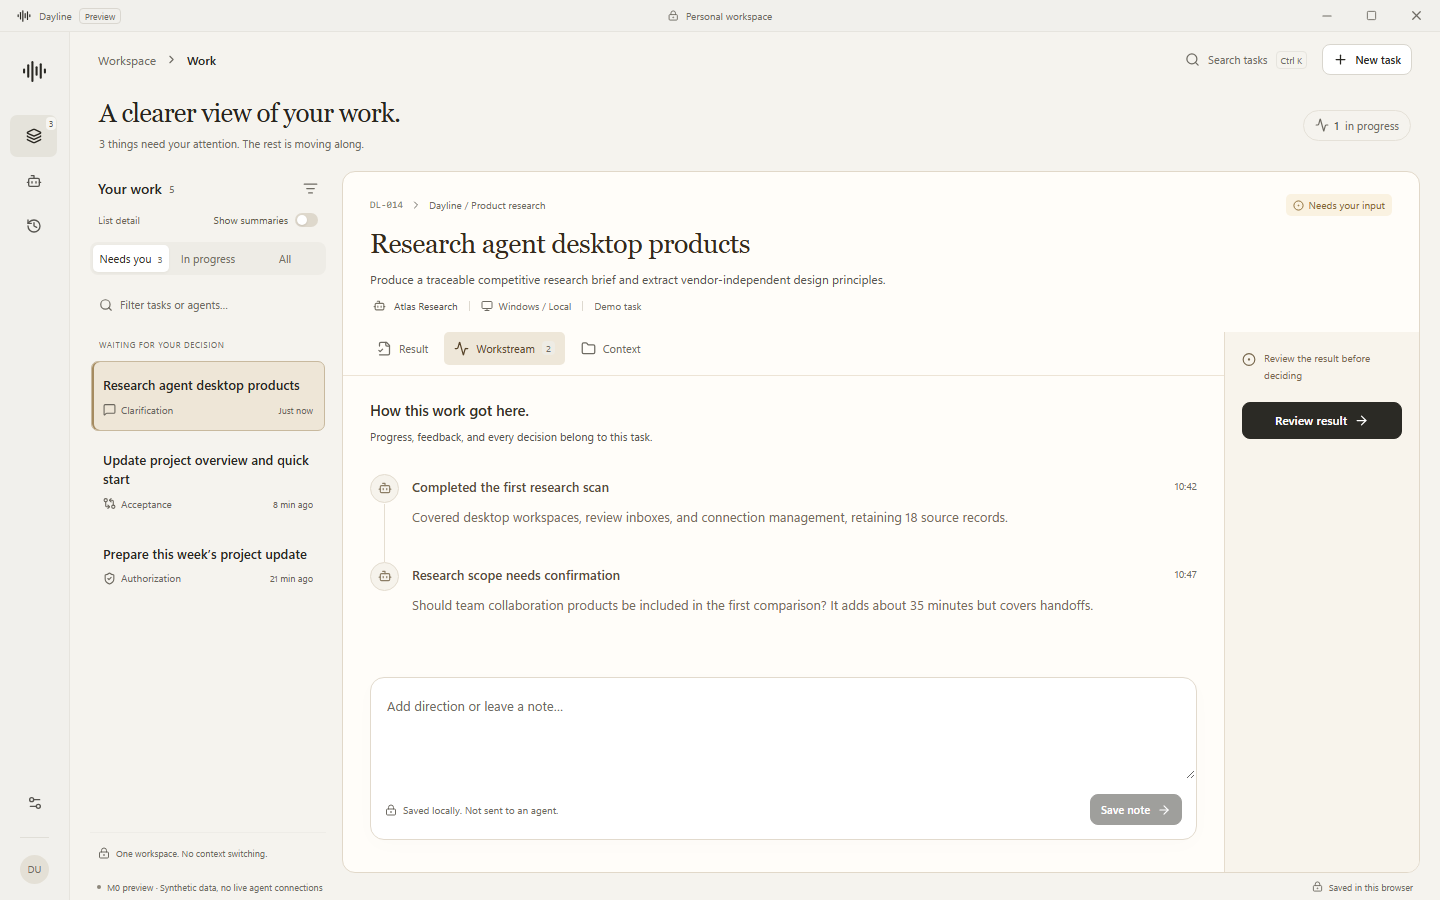 Dayline Preview
Personal workspace
Workspace > Work
Search tasks Ctrl K
+ New task
3
A clearer view of your work.
3 things need your attention. The rest is moving along.
1 in progress
Your work 5
List detail
Show summaries
Needs you 3
In progress
All
Filter tasks or agents...
WAITING FOR YOUR DECISION
Research agent desktop products
Clarification
Just now
Update project overview and quick
start
Acceptance
8 min ago
Prepare this week's project update
Authorization
21 min ago
One workspace. No context switching.
DL-014 > Dayline / Product research
Needs your input
Research agent desktop products
Produce a traceable competitive research brief and extract vendor-independent design principles.
Atlas Research
Windows / Local
Demo task
Result
Workstream 2
Context
How this work got here.
Progress, feedback, and every decision belong to this task.
Completed the first research scan
10:42
Covered desktop workspaces, review inboxes, and connection management, retaining 18 source records.
Research scope needs confirmation
10:47
Should team collaboration products be included in the first comparison? It adds about 35 minutes but covers handoffs.
Add direction or leave a note...
Saved locally. Not sent to an agent.
Save note
Review the result before
deciding
Review result
DU
M0 preview · Synthetic data, no live agent connections
Saved in this browser